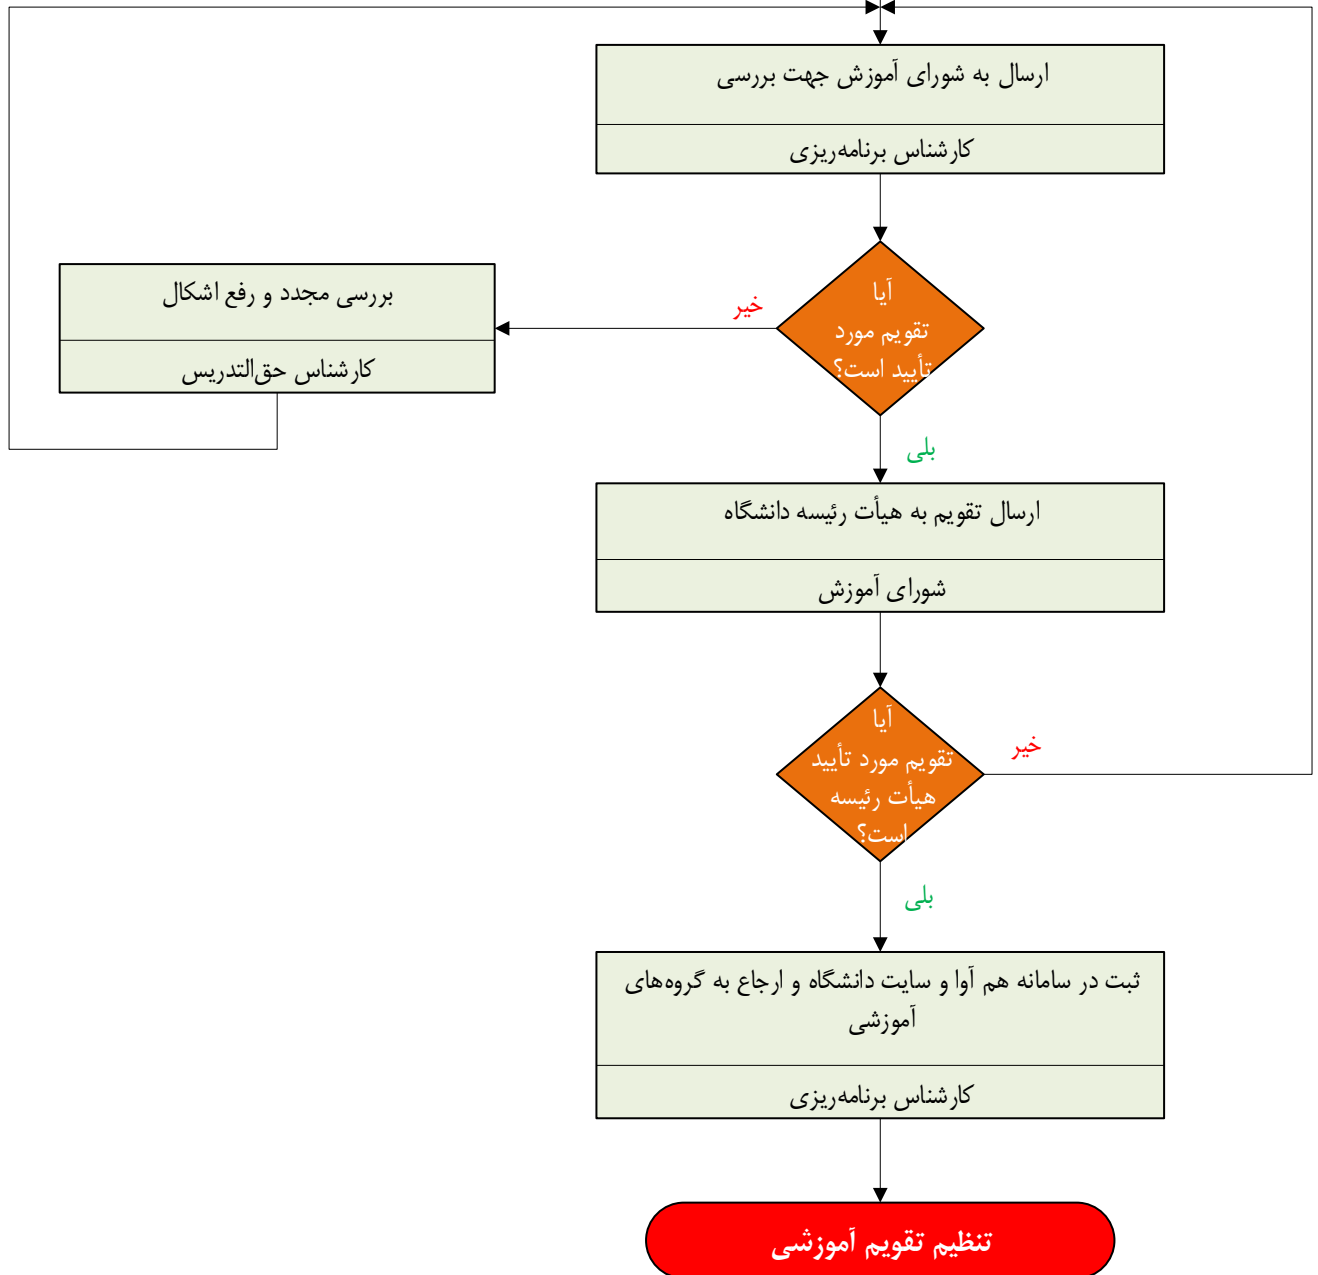 ارسال به شورای آموزش جهت بررسی
کارشناس برنامه‌ریزی
آیا
تقویم مورد
تأیید است؟
خیر
بررسی مجدد و رفع اشکال
کارشناس حق‌التدریس
بلی
ارسال تقویم به هیأت رئیسه دانشگاه
شورای آموزش
آیا
تقویم مورد تأیید
هیأت رئیسه
است؟
خیر
بلی
ثبت در سامانه هم آوا و سایت دانشگاه و ارجاع به گروه‌های
آموزشی
کارشناس برنامه‌ریزی
تنظیم تقویم آموزشی